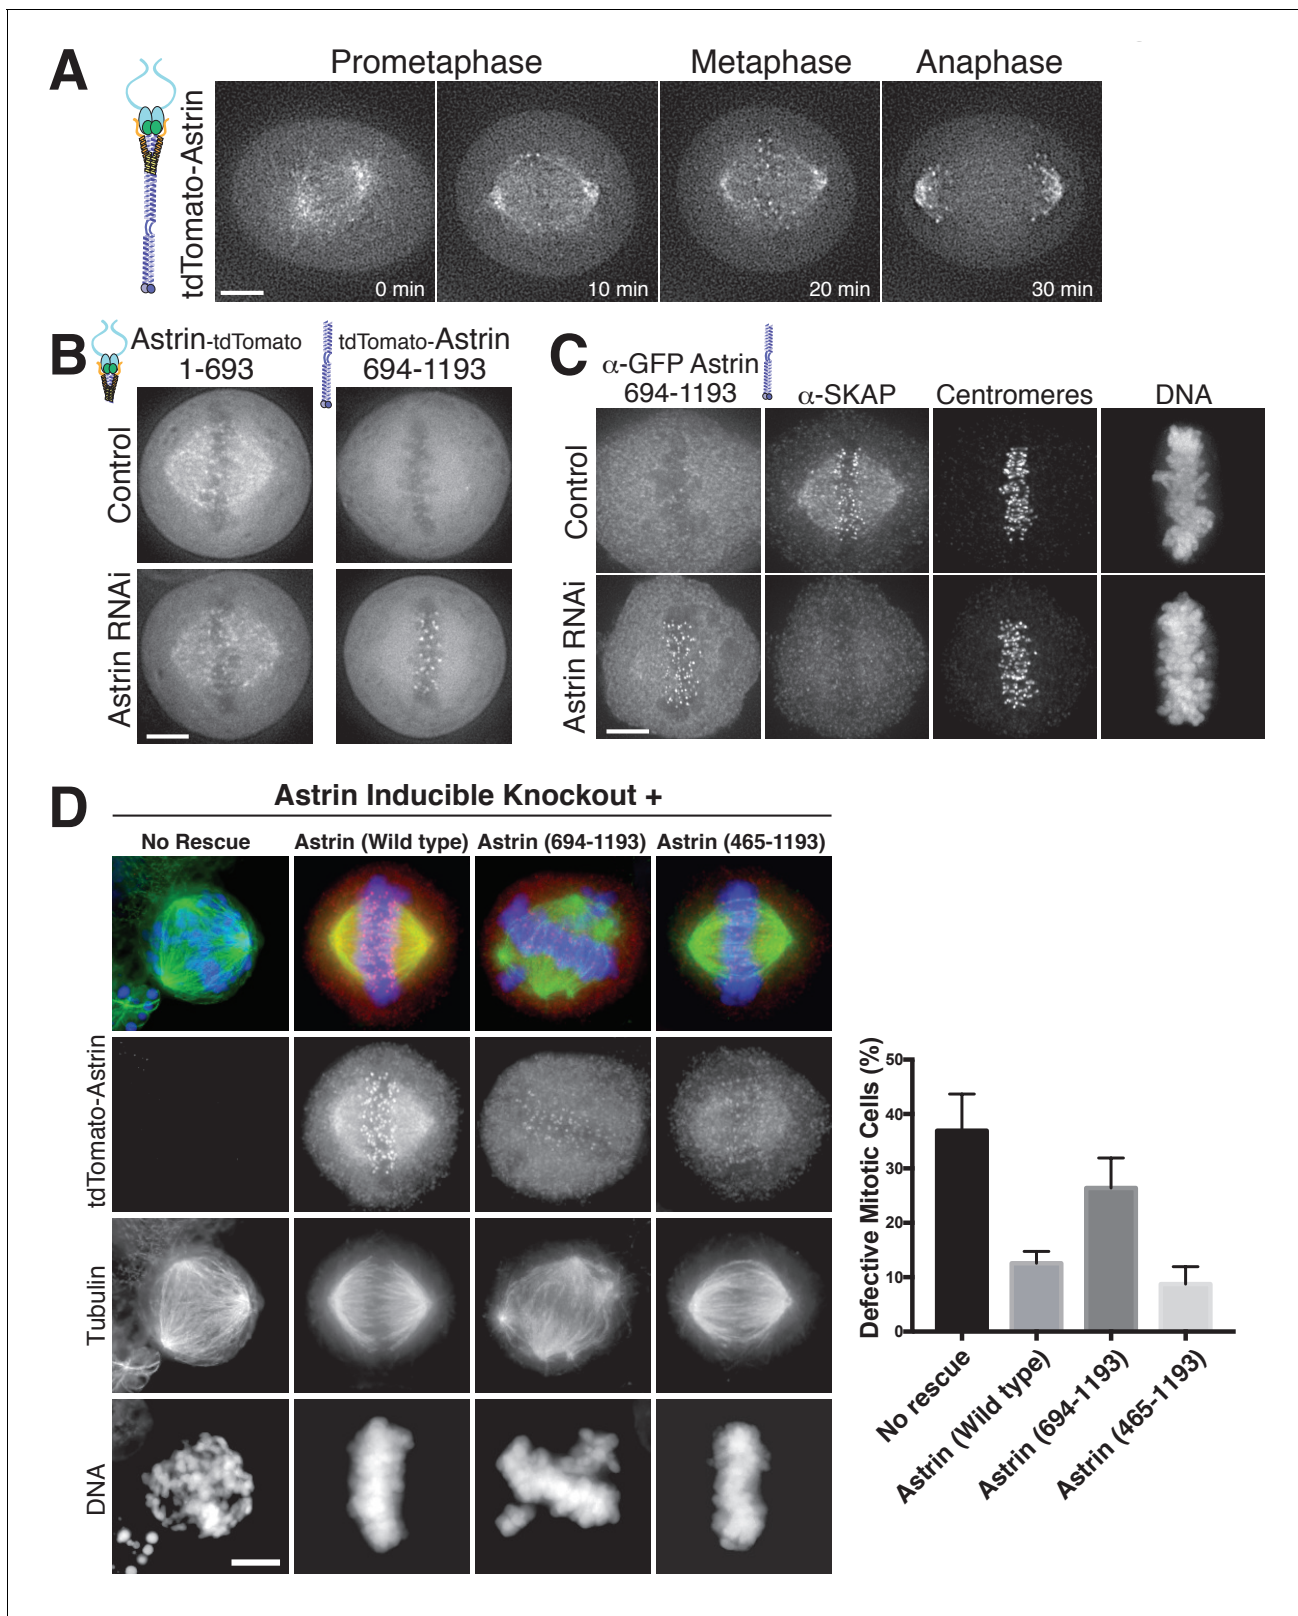 A
Prometaphase
Metaphase
Anaphase
tdTomato-Astrin
0 min
10 min
20 min
30 min
B
Astrin-tdTomato
1-693
tdTomato-Astrin
694-1193
Control
Astrin RNAi
C
α-GFP Astrin
694-1193
α-SKAP
Centromeres
DNA
Control
Astrin RNAi
D
Astrin Inducible Knockout +
No Rescue
Astrin (Wild type)
Astrin (694-1193)
Astrin (465-1193)
tdTomato-Astrin
Tubulin
DNA
Defective Mitotic Cells (%)
50
40
30
20
10
0
No rescue
Astrin (Wild type)
Astrin (694-1193)
Astrin (465-1193)